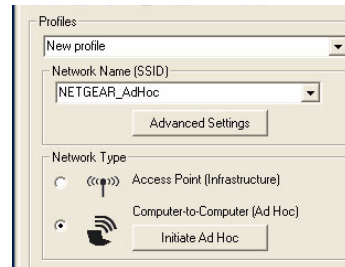 Profiles
New profile
Network Name (SSID)
NETGEAR_AdHoc
Advanced Settings
Network Type
Access Point (Infrastructure)
Computer-to-Computer (Ad Hoc)
Initiate Ad Hoc